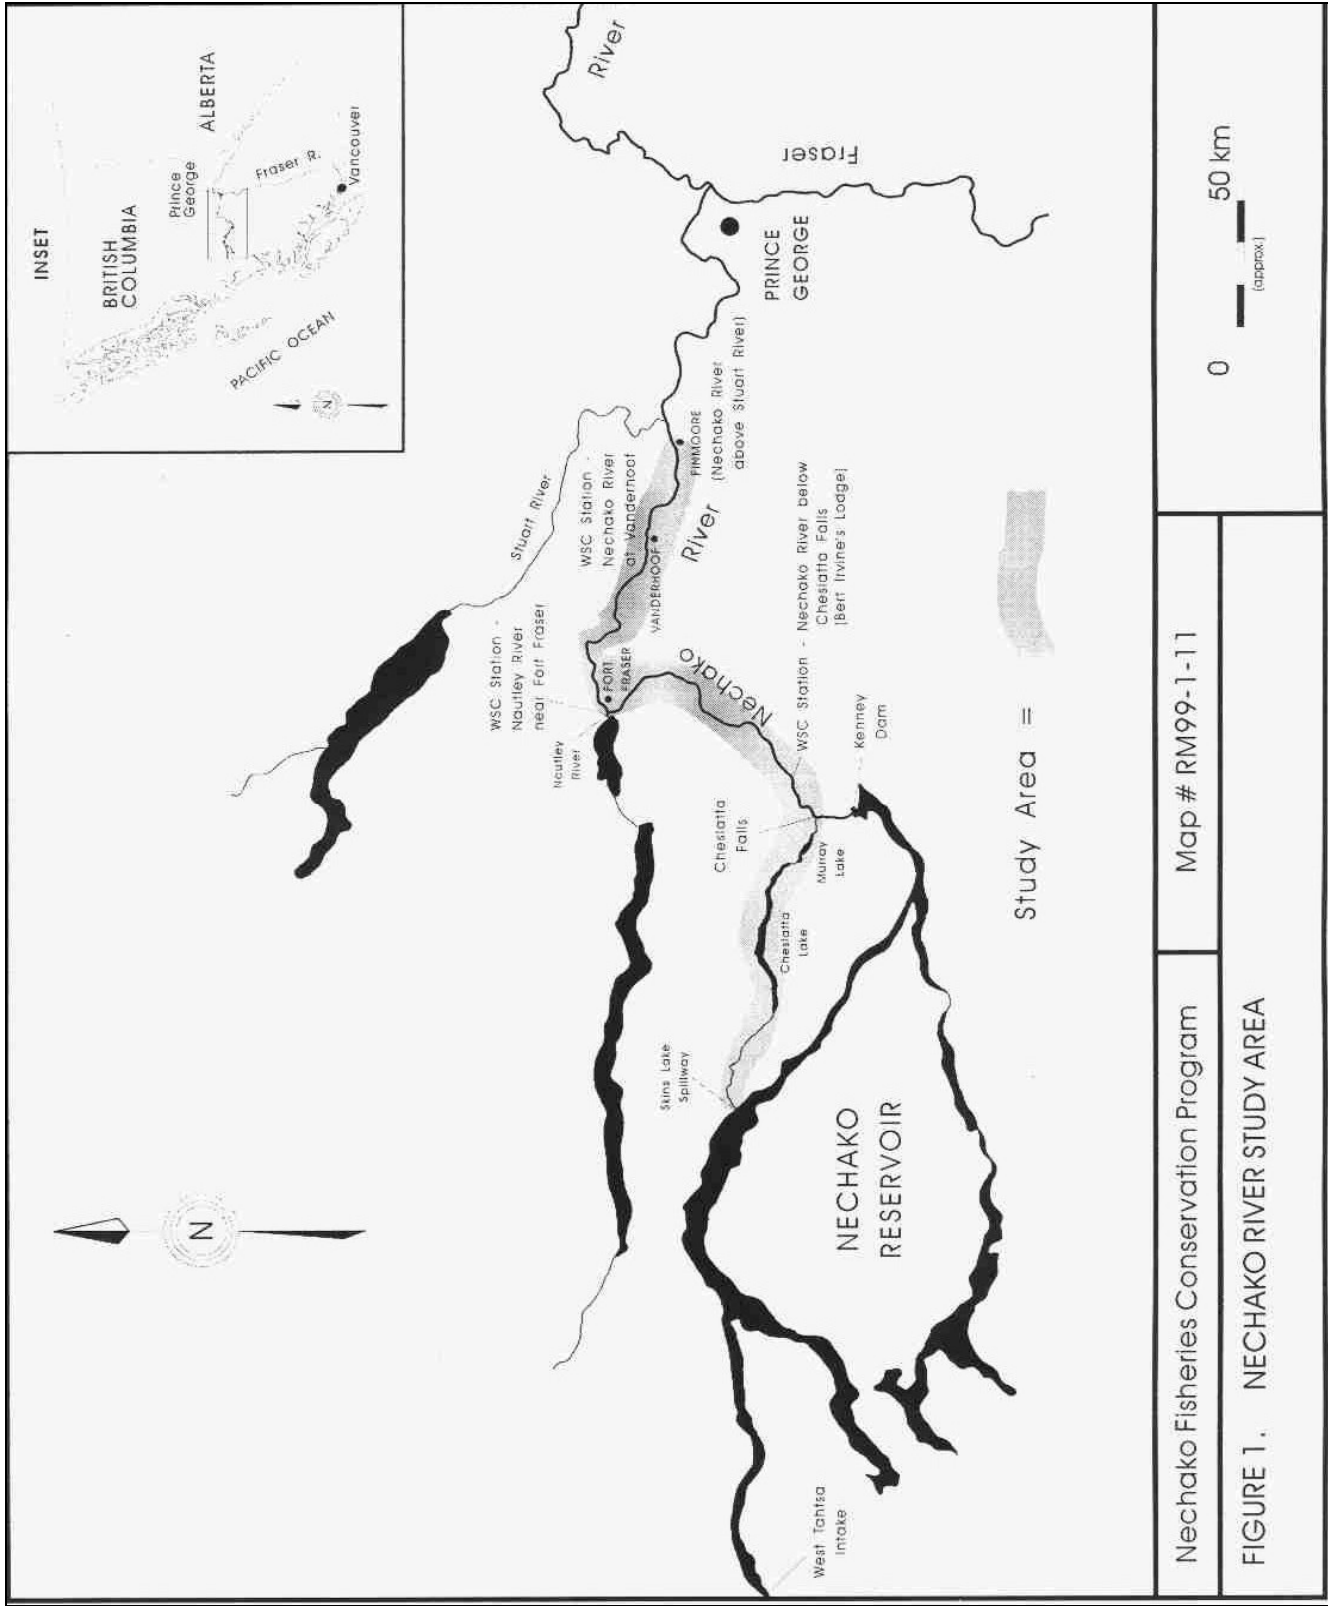 INSET
BRITISH
COLUMBIA
ALBERTA
Prince
George
Fraser R.
Vancouver
PACIFIC OCEAN
N
N
River
Fraser
PRINCE
GEORGE
Stuart River
WSC Station -
Nechako River
at Vanderhoof
FINMOORE
(Nechako River
above Stuart River)
VANDERHOOF
River
WSC Station -
Nautley River
near Fort Fraser
FORT
FRASER
Nautley
River
Nechako
WSC Station - Nechako River below
Cheslatta Falls
(Bert Irvine's Lodge)
Cheslatta
Falls
Kenney
Dam
Murray
Lake
Cheslatta
Lake
Skins Lake
Spillway
NECHAKO
RESERVOIR
West Tahtsa
Intake
Study Area =
Nechako Fisheries Conservation Program
Map # RM99-1-11
0 50 km
(approx.)
FIGURE 1. NECHAKO RIVER STUDY AREA